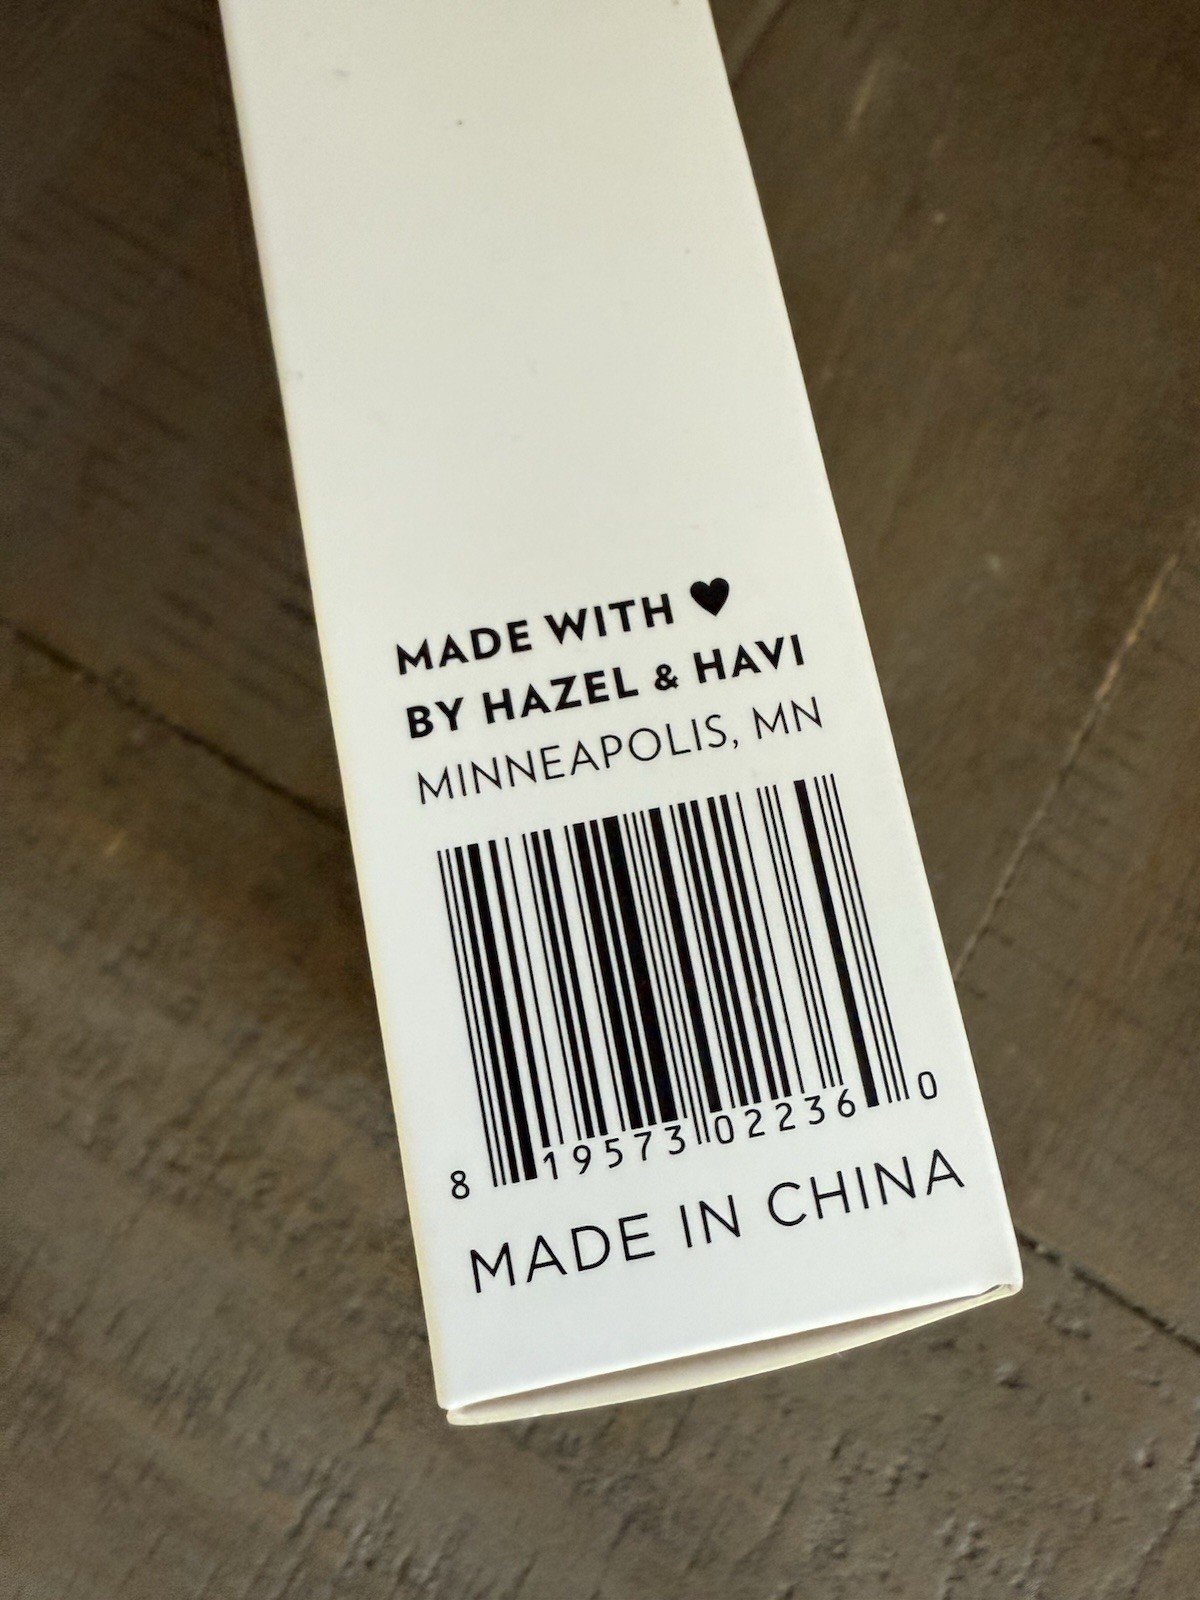 MADE WITH ♥
BY HAZEL & HAVI
MINNEAPOLIS, MN
8 19573 02236 0
MADE IN CHINA